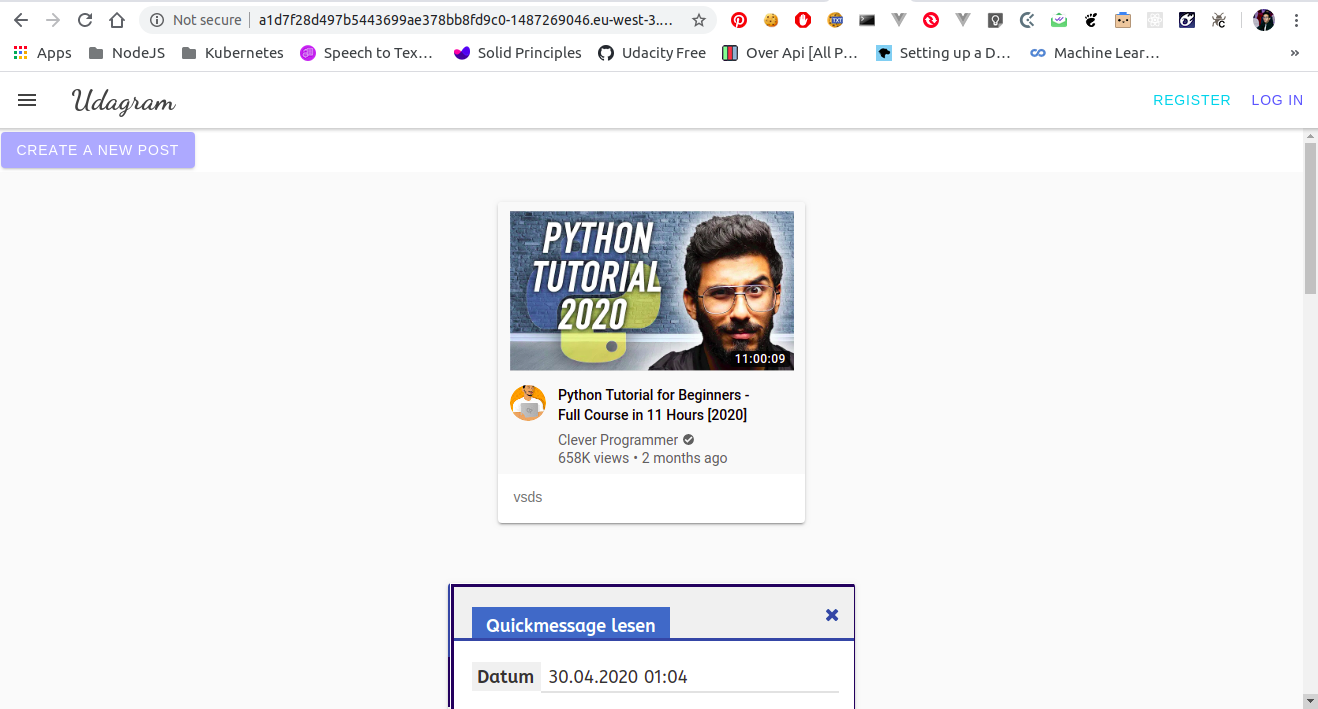 Not secure | a1d7f28d497b5443699ae378bb8fd9c0-1487269046.eu-west-3.…
Apps NodeJS Kubernetes Speech to Tex… Solid Principles Udacity Free Over Api [All P… Setting up a D… Machine Lear… »
Udagram REGISTER LOG IN
CREATE A NEW POST
PYTHON
TUTORIAL
2020
11:00:09
Python Tutorial for Beginners -
Full Course in 11 Hours [2020]
Clever Programmer
658K views • 2 months ago
vsds
Quickmessage lesen
Datum 30.04.2020 01:04